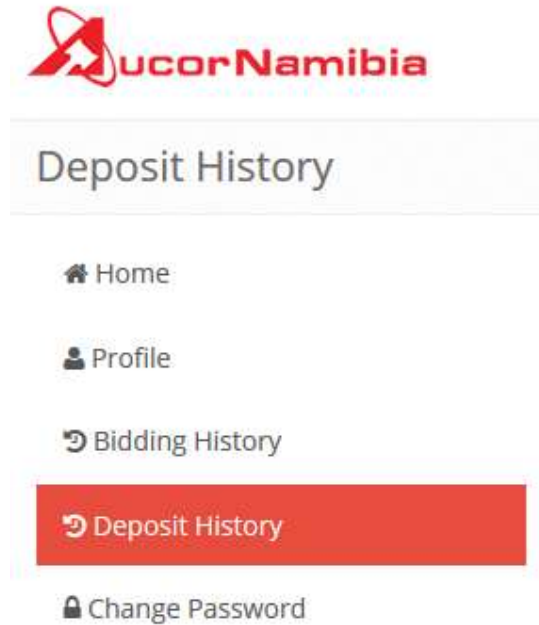 AucorNamibia
Deposit History
Home
Profile
Bidding History
Deposit History
Change Password